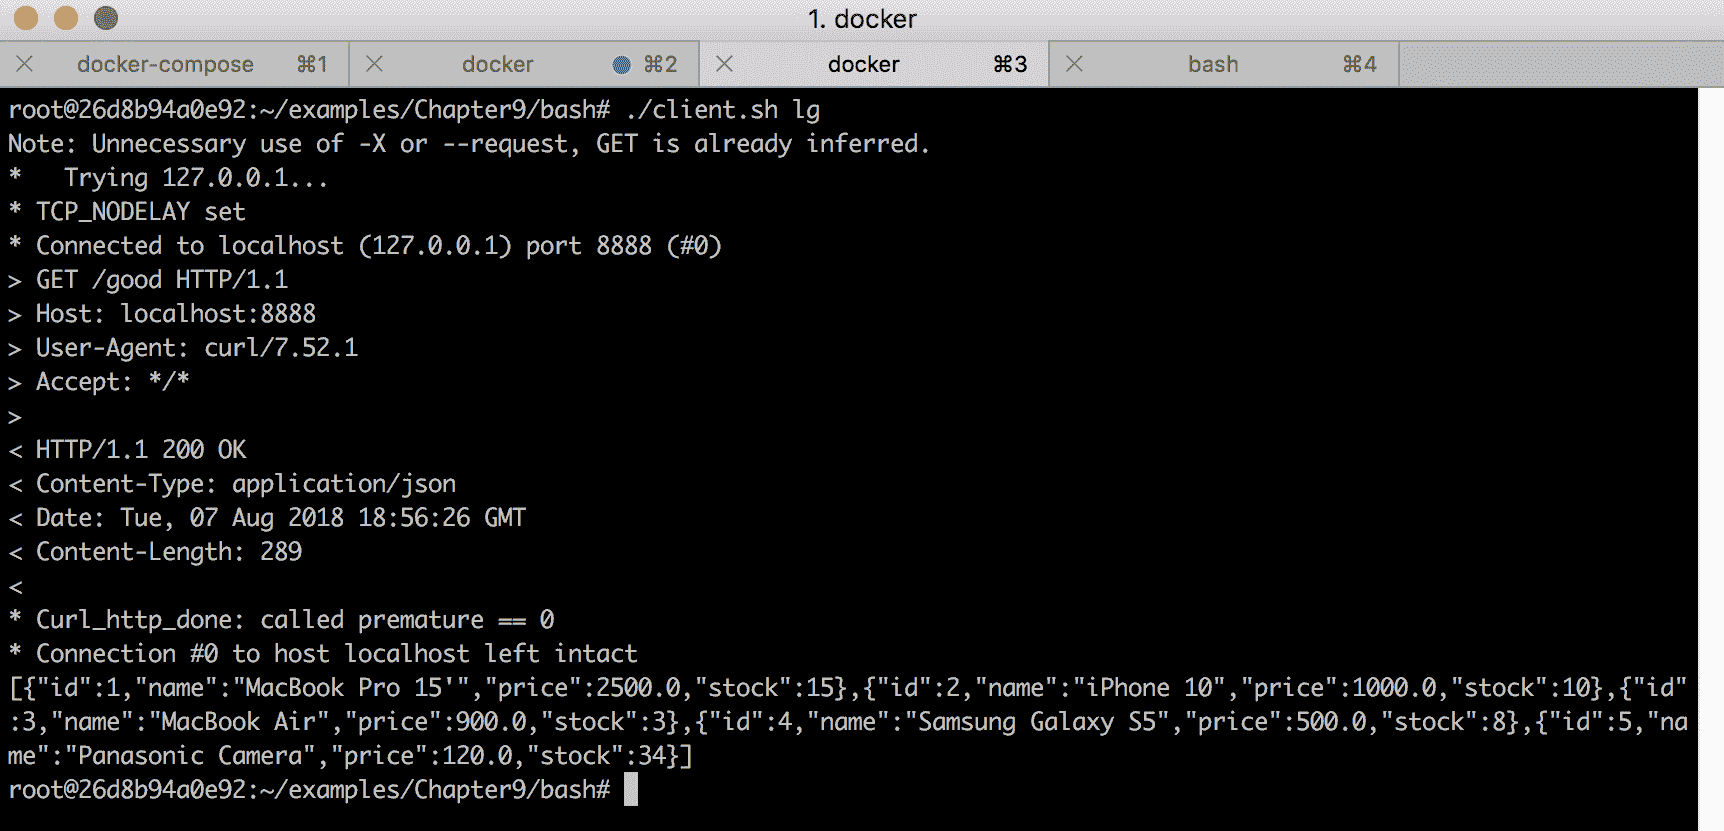 1. docker
docker-compose ⌘1 docker ⌘2 docker ⌘3 bash ⌘4
root@26d8b94a0e92:~/examples/Chapter9/bash# ./client.sh lg
Note: Unnecessary use of -X or --request, GET is already inferred.
*   Trying 127.0.0.1...
* TCP_NODELAY set
* Connected to localhost (127.0.0.1) port 8888 (#0)
> GET /good HTTP/1.1
> Host: localhost:8888
> User-Agent: curl/7.52.1
> Accept: */*
>
< HTTP/1.1 200 OK
< Content-Type: application/json
< Date: Tue, 07 Aug 2018 18:56:26 GMT
< Content-Length: 289
<
* Curl_http_done: called premature == 0
* Connection #0 to host localhost left intact
[{"id":1,"name":"MacBook Pro 15'","price":2500.0,"stock":15},{"id":2,"name":"iPhone 10","price":1000.0,"stock":10},{"id"
:3,"name":"MacBook Air","price":900.0,"stock":3},{"id":4,"name":"Samsung Galaxy S5","price":500.0,"stock":8},{"id":5,"na
me":"Panasonic Camera","price":120.0,"stock":34}]
root@26d8b94a0e92:~/examples/Chapter9/bash#